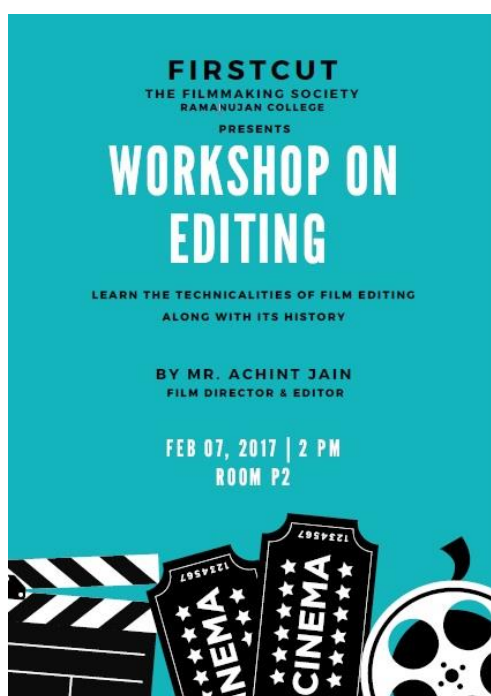 FIRSTCUT
THE FILMMAKING SOCIETY
RAMANUJAN COLLEGE
PRESENTS
WORKSHOP ON
EDITING
LEARN THE TECHNICALITIES OF FILM EDITING
ALONG WITH ITS HISTORY
BY MR. ACHINT JAIN
FILM DIRECTOR & EDITOR
FEB 07, 2017 | 2 PM
ROOM P2
1234567
1234567
NEMA
CINEMA